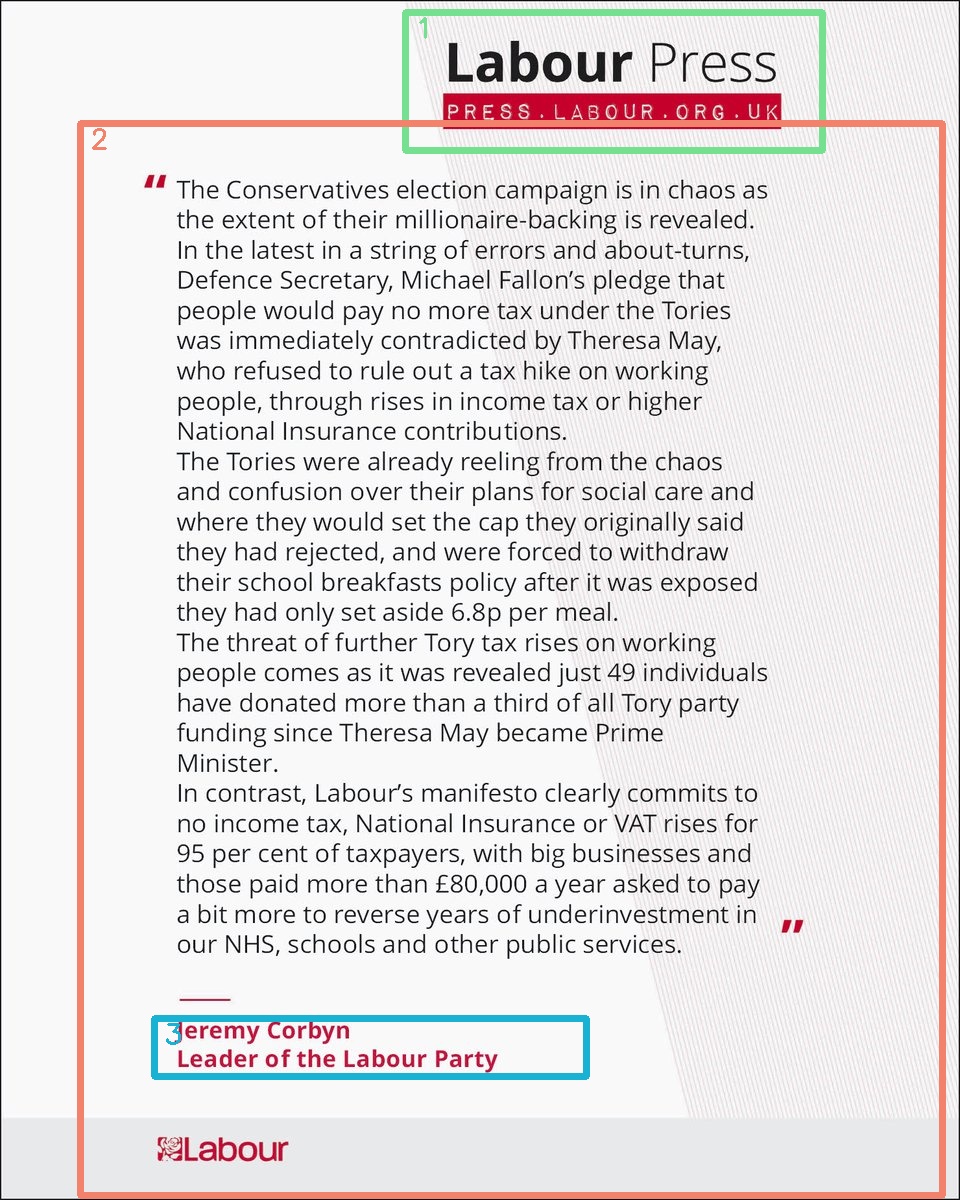 Labour Press
PRESS.LABOUR.ORG.UK
“ The Conservatives election campaign is in chaos as
the extent of their millionaire-backing is revealed.
In the latest in a string of errors and about-turns,
Defence Secretary, Michael Fallon’s pledge that
people would pay no more tax under the Tories
was immediately contradicted by Theresa May,
who refused to rule out a tax hike on working
people, through rises in income tax or higher
National Insurance contributions.
The Tories were already reeling from the chaos
and confusion over their plans for social care and
where they would set the cap they originally said
they had rejected, and were forced to withdraw
their school breakfasts policy after it was exposed
they had only set aside 6.8p per meal.
The threat of further Tory tax rises on working
people comes as it was revealed just 49 individuals
have donated more than a third of all Tory party
funding since Theresa May became Prime
Minister.
In contrast, Labour’s manifesto clearly commits to
no income tax, National Insurance or VAT rises for
95 per cent of taxpayers, with big businesses and
those paid more than £80,000 a year asked to pay
a bit more to reverse years of underinvestment in
our NHS, schools and other public services. ”
Jeremy Corbyn
Leader of the Labour Party
Labour
1
2
3